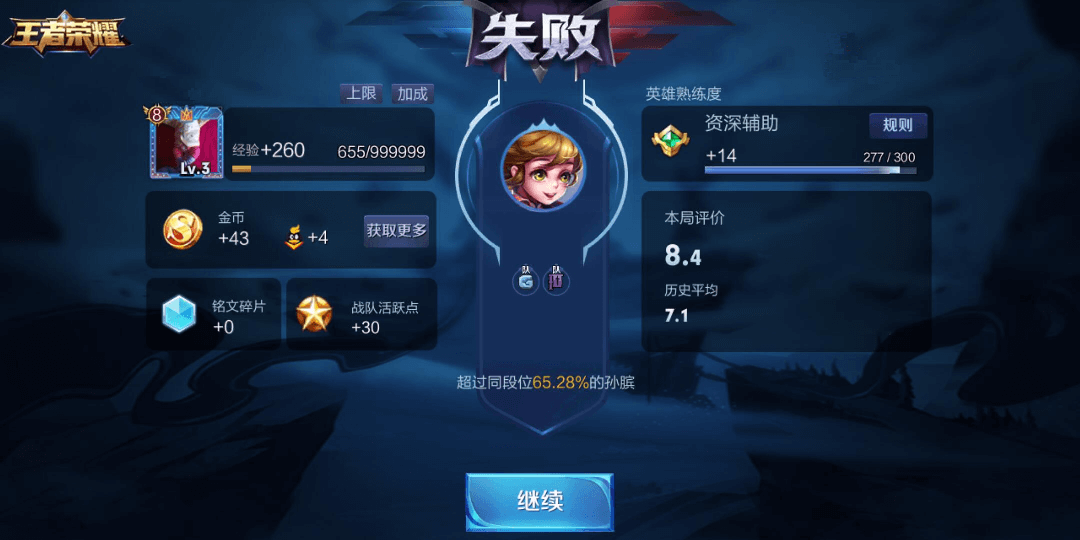 王者荣耀
失败
上限 加成
8
Lv.3
经验+260 655/999999
金币
+43
+4
获取更多
铭文碎片
+0
战队活跃点
+30
队 队
超过同段位65.28%的孙膑
英雄熟练度
资深辅助
规则
+14
277 / 300
本局评价
8.4
历史平均
7.1
继续